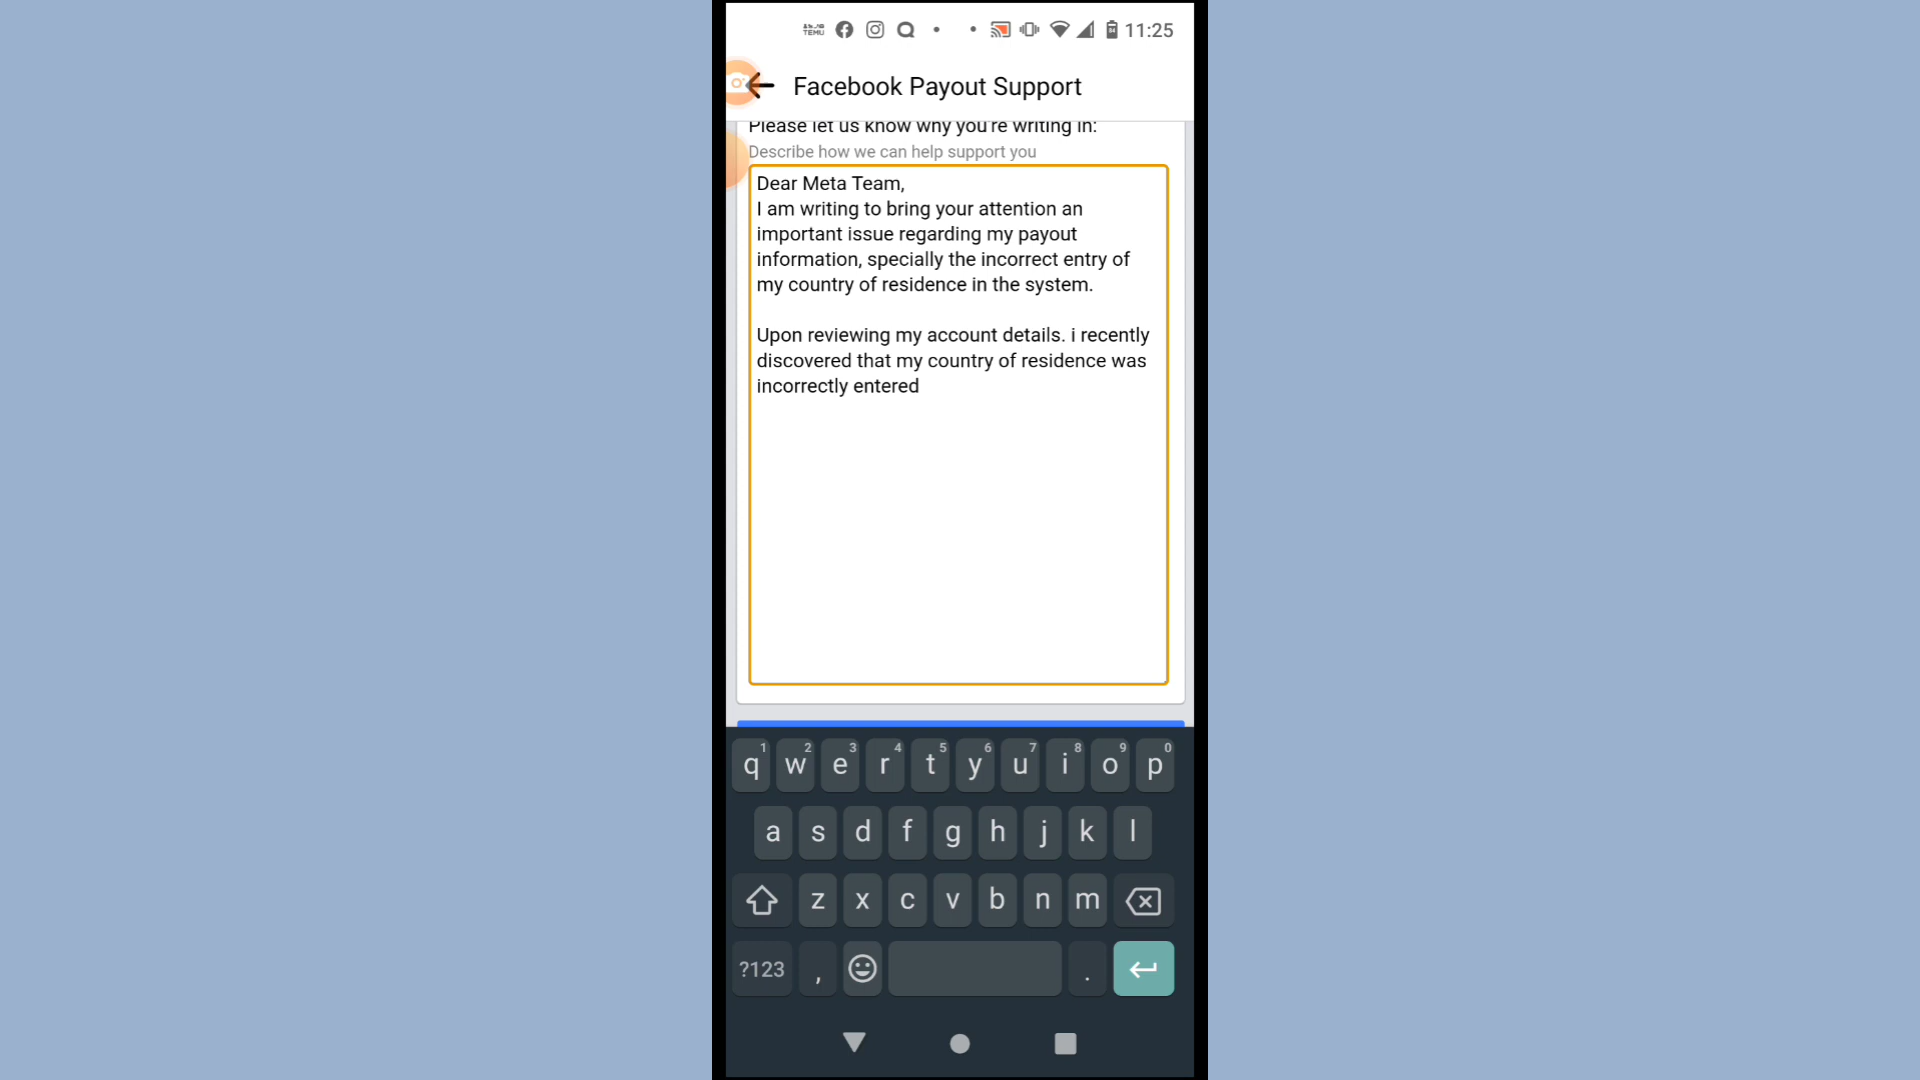 TEMU
11:25
Facebook Payout Support
Please let us know why you're writing in:
Describe how we can help support you
Dear Meta Team,
I am writing to bring your attention an
important issue regarding my payout
information, specially the incorrect entry of
my country of residence in the system.
Upon reviewing my account details. i recently
discovered that my country of residence was
incorrectly entered
1 2 3 4 5 6 7 8 9 0
q w e r t y u i o p
a s d f g h j k l
z x c v b n m
?123 , .